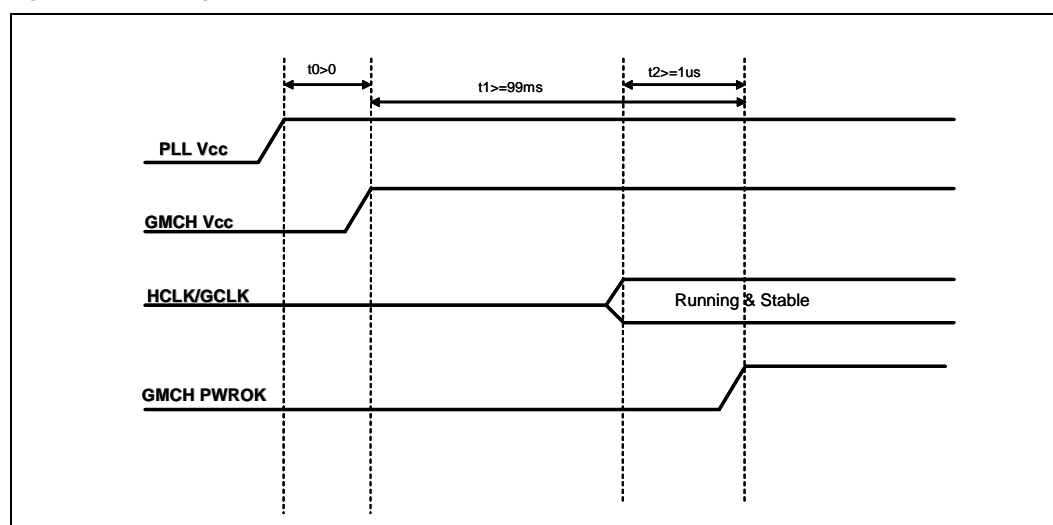 t0>0
t2>=1us
t1>=99ms
PLL Vcc
GMCH Vcc
HCLK/GCLK
Running & Stable
GMCH PWROK